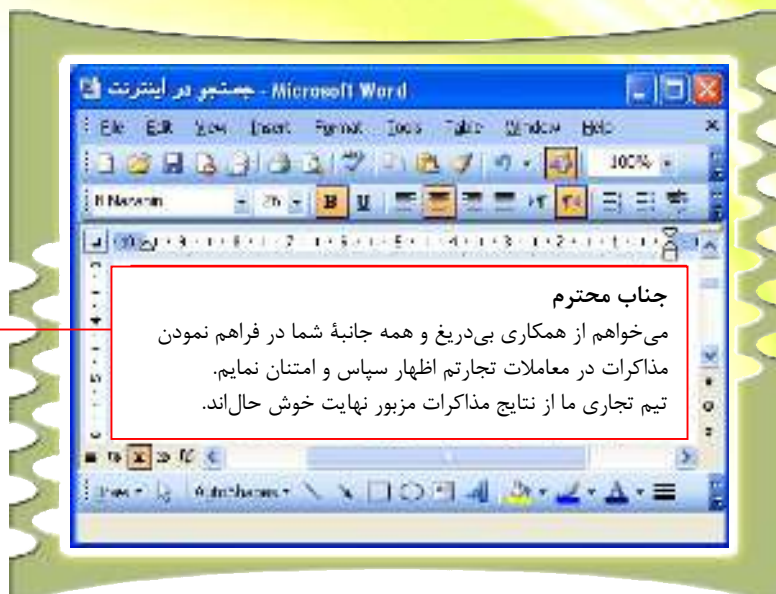 جستجو در اینترنت - Microsoft Word
File Edit View Insert Format Tools Table Window Help
100%
B Nazanin 26 B U
جناب محترم
می‌خواهم از همکاری بی‌دریغ و همه جانبهٔ شما در فراهم نمودن
مذاکرات در معاملات تجارتم اظهار سپاس و امتنان نمایم.
تیم تجاری ما از نتایج مذاکرات مزبور نهایت خوش حال‌اند.
Draw AutoShapes